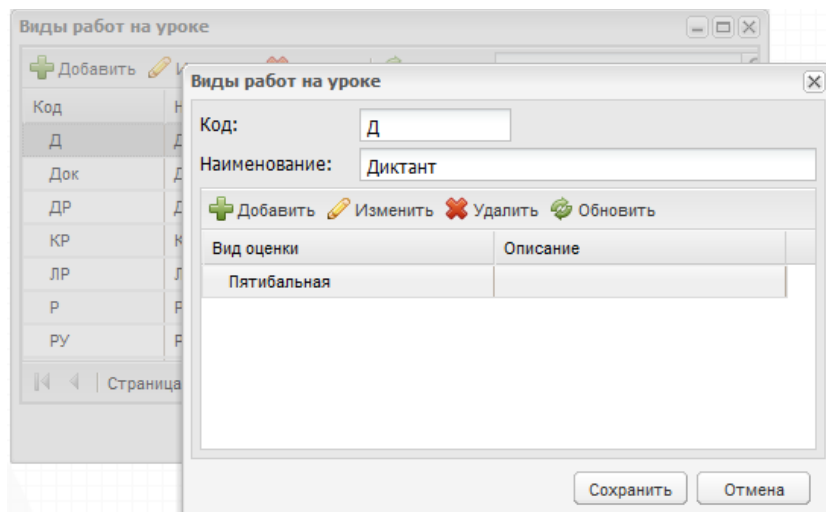 Виды работ на уроке
Добавить
Код
Д
Док
ДР
КР
ЛР
Р
РУ
Страница
Виды работ на уроке
Код: Д
Наименование: Диктант
Добавить Изменить Удалить Обновить
Вид оценки Описание
Пятибальная
Сохранить Отмена